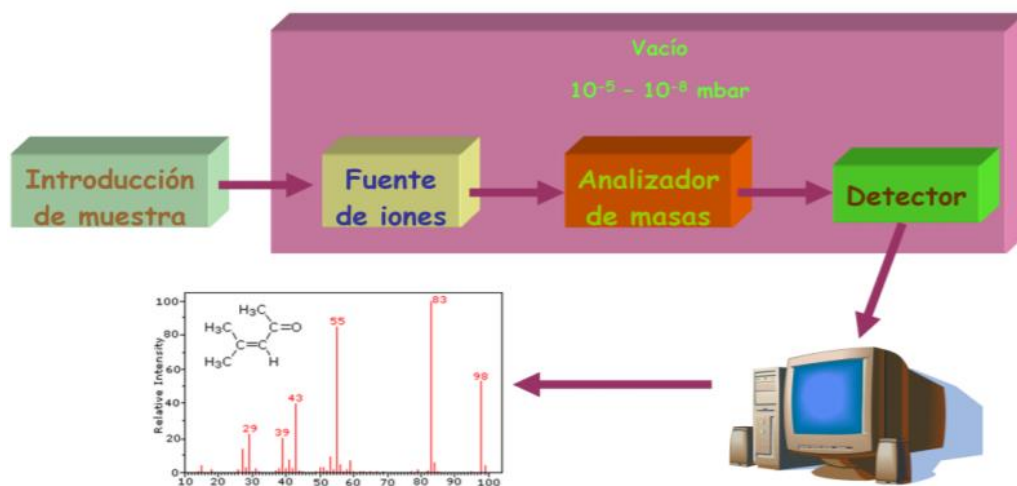 Vacío
10⁻⁵ – 10⁻⁸ mbar
Introducción
de muestra
Fuente
de iones
Analizador
de masas
Detector
100
80
60
40
20
0
Relative Intensity
H₃C
H₃C
C=O
C=C
H₃C
H
29
39
43
55
83
98
10 20 30 40 50 60 70 80 90 100